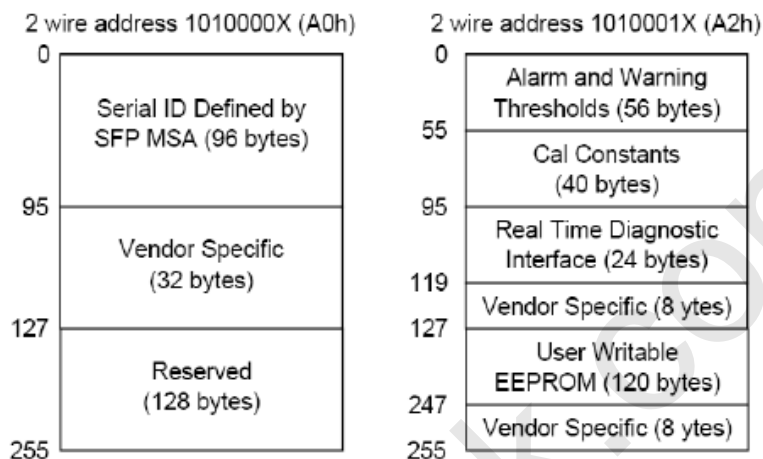 2 wire address 1010000X (A0h)
0
Serial ID Defined by
SFP MSA (96 bytes)
95
Vendor Specific
(32 bytes)
127
Reserved
(128 bytes)
255
2 wire address 1010001X (A2h)
0
Alarm and Warning
Thresholds (56 bytes)
55
Cal Constants
(40 bytes)
95
Real Time Diagnostic
Interface (24 bytes)
119
Vendor Specific (8 ytes)
127
User Writable
EEPROM (120 bytes)
247
Vendor Specific (8 ytes)
255
k.com